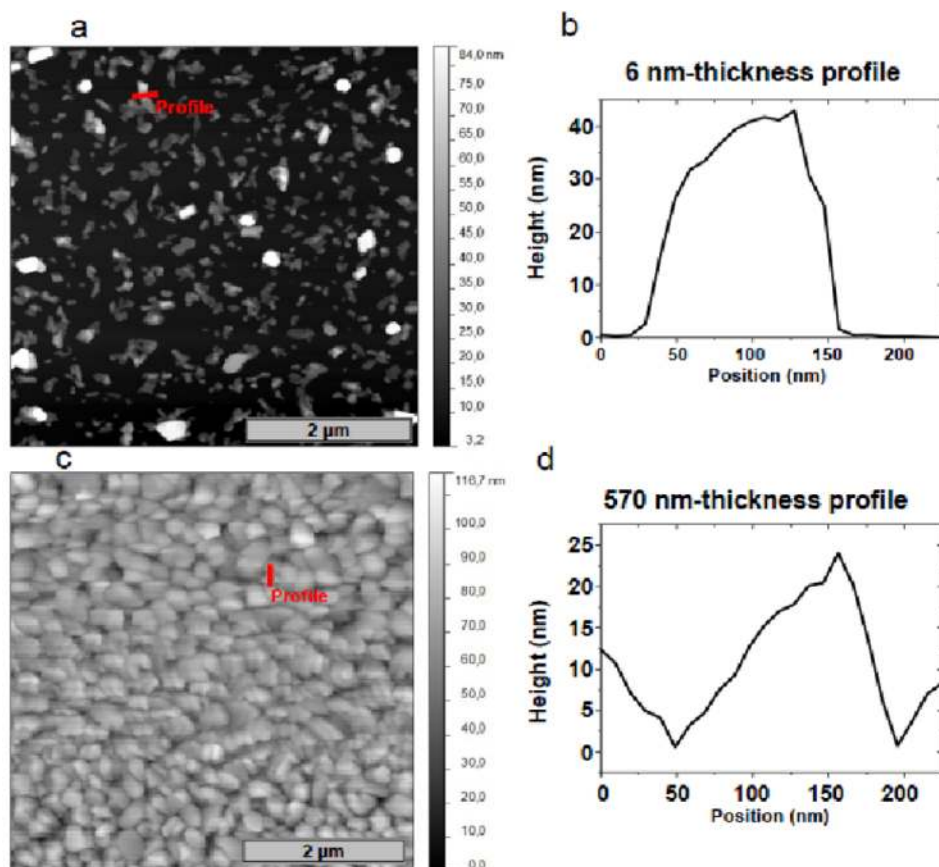 a
84,0 nm
75,0
70,0
65,0
60,0
55,0
50,0
45,0
40,0
35,0
30,0
25,0
20,0
15,0
10,0
3,2
Profile
2 µm
b
6 nm-thickness profile
Height (nm)
40
30
20
10
0
0 50 100 150 200
Position (nm)
c
116,7 nm
100,0
90,0
80,0
70,0
60,0
50,0
40,0
30,0
20,0
10,0
0,0
Profile
2 µm
d
570 nm-thickness profile
Height (nm)
25
20
15
10
5
0
0 50 100 150 200
Position (nm)